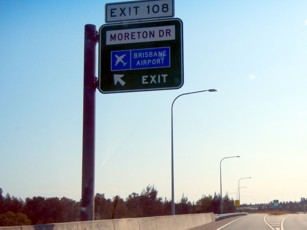 EXIT 108
MORETON DR
BRISBANE
AIRPORT
EXIT